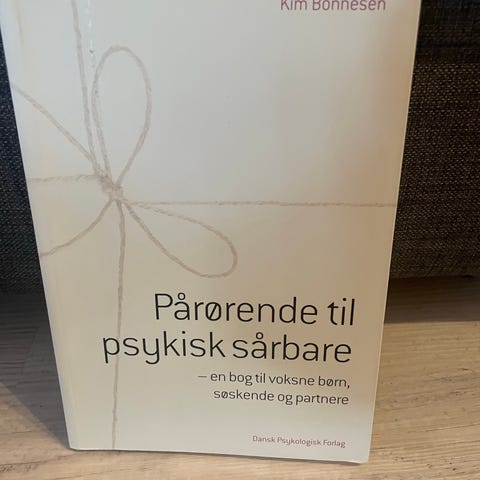 Kim Bonnesen
Pårørende til
psykisk sårbare
– en bog til voksne børn,
søskende og partnere
Dansk Psykologisk Forlag